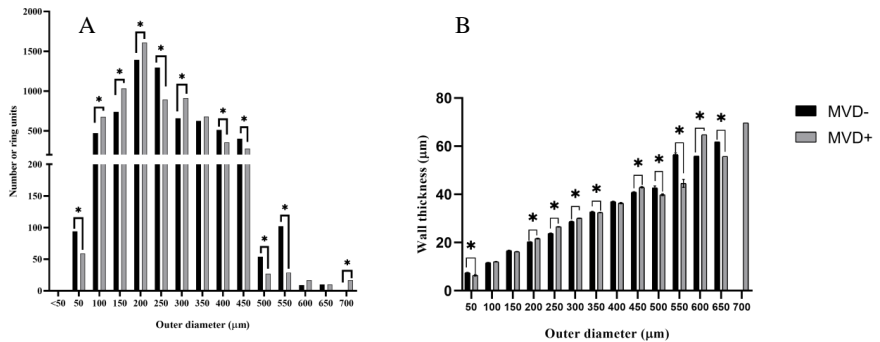 A
Number or ring units
2000
1500
1000
500
200
150
100
50
0
* * * * * * * * * * *
<50 50 100 150 200 250 300 350 400 450 500 550 600 650 700
Outer diameter (μm)
B
Wall thickness (μm)
80
60
40
20
0
* * * * * * * * * *
50 100 150 200 250 300 350 400 450 500 550 600 650 700
Outer diameter (μm)
MVD-
MVD+